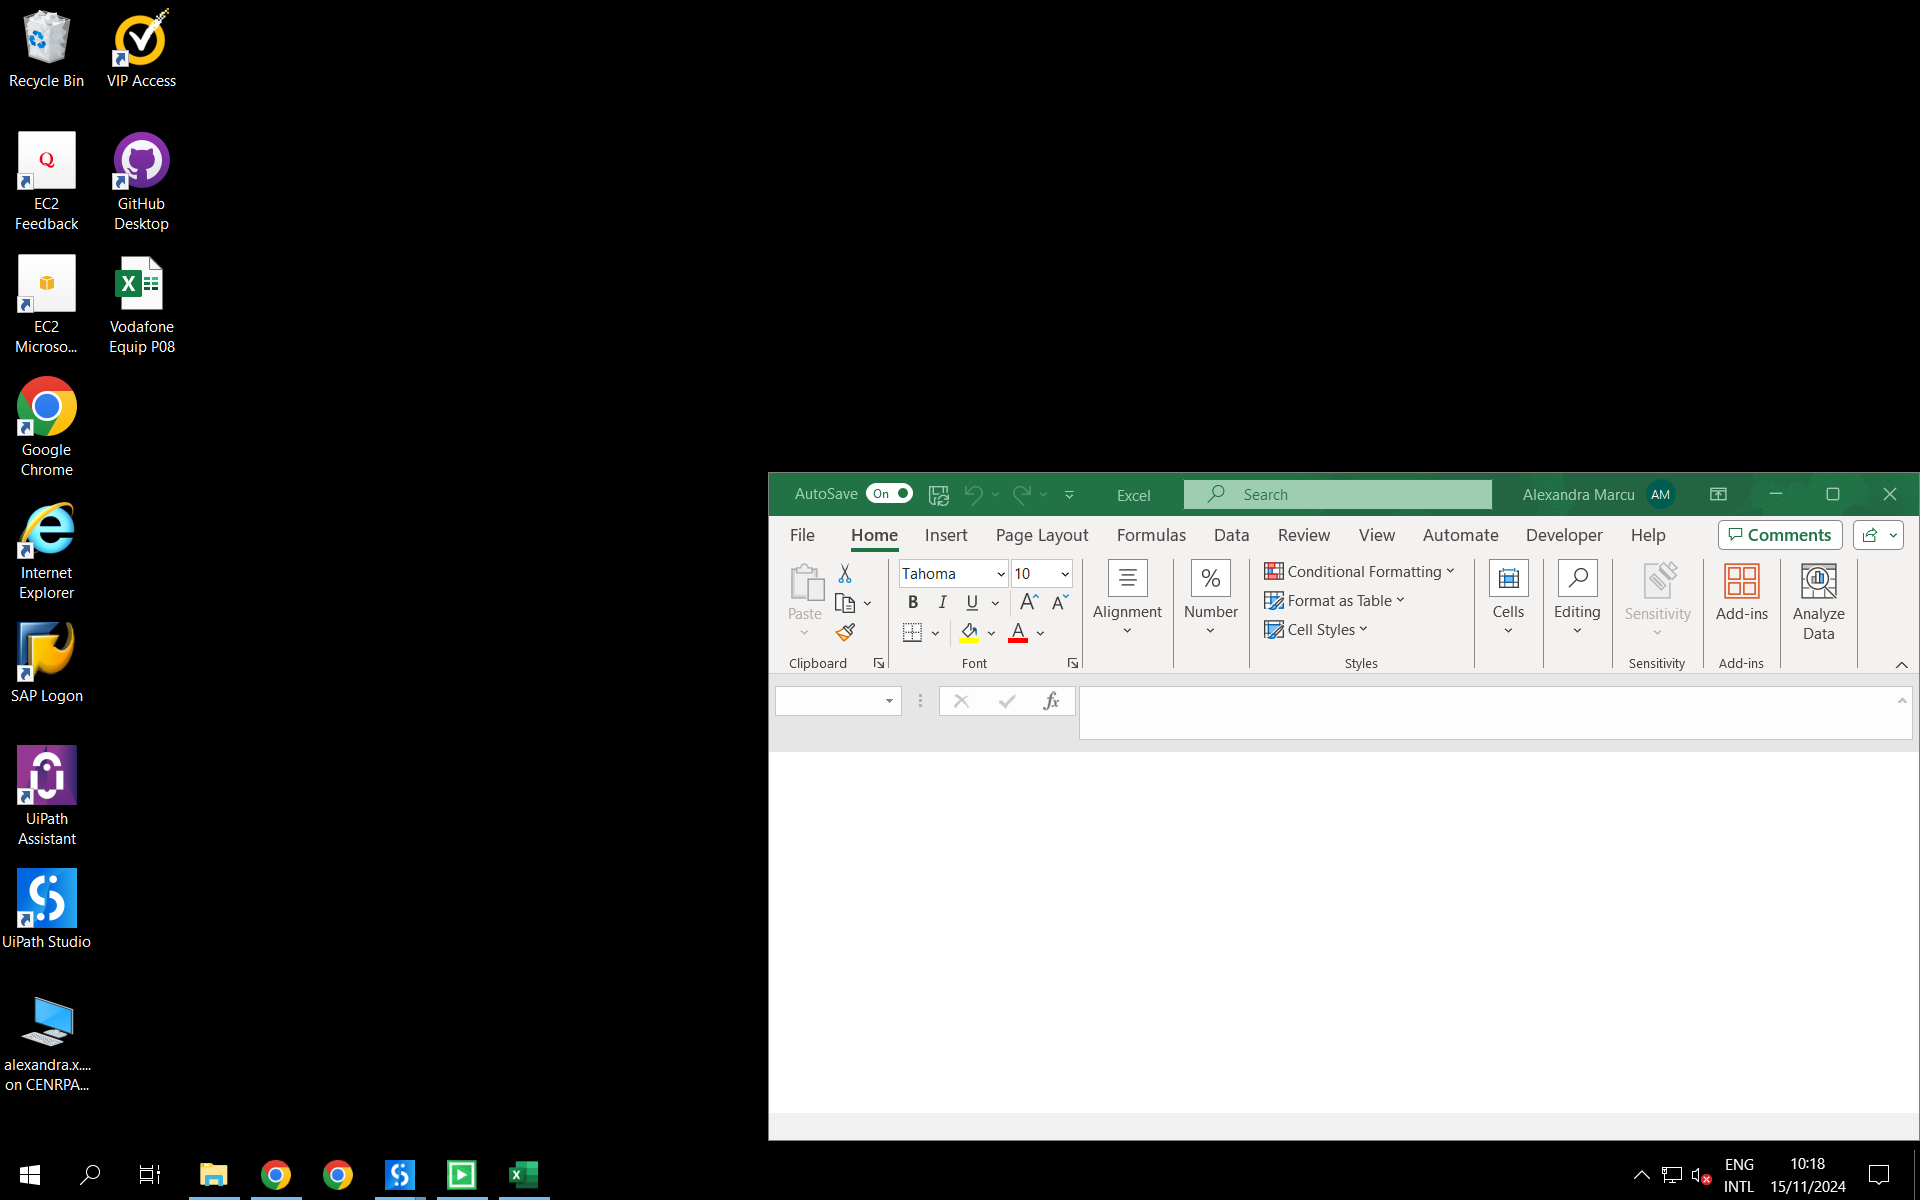 Recycle Bin
VIP Access
EC2
Feedback
GitHub
Desktop
EC2
Microso...
Vodafone
Equip P08
Google
Chrome
Internet
Explorer
SAP Logon
UiPath
Assistant
UiPath Studio
alexandra.x....
on CENRPA...
AutoSave On
Excel
Search
Alexandra Marcu AM
File Home Insert Page Layout Formulas Data Review View Automate Developer Help Comments
Paste
Clipboard
Tahoma 10
B I U A A
A
Font
Alignment
%
Number
Conditional Formatting
Format as Table
Cell Styles
Styles
Cells
Editing
Sensitivity
Sensitivity
Add-ins
Add-ins
Analyze
Data
fx
ENG
INTL
10:18
15/11/2024